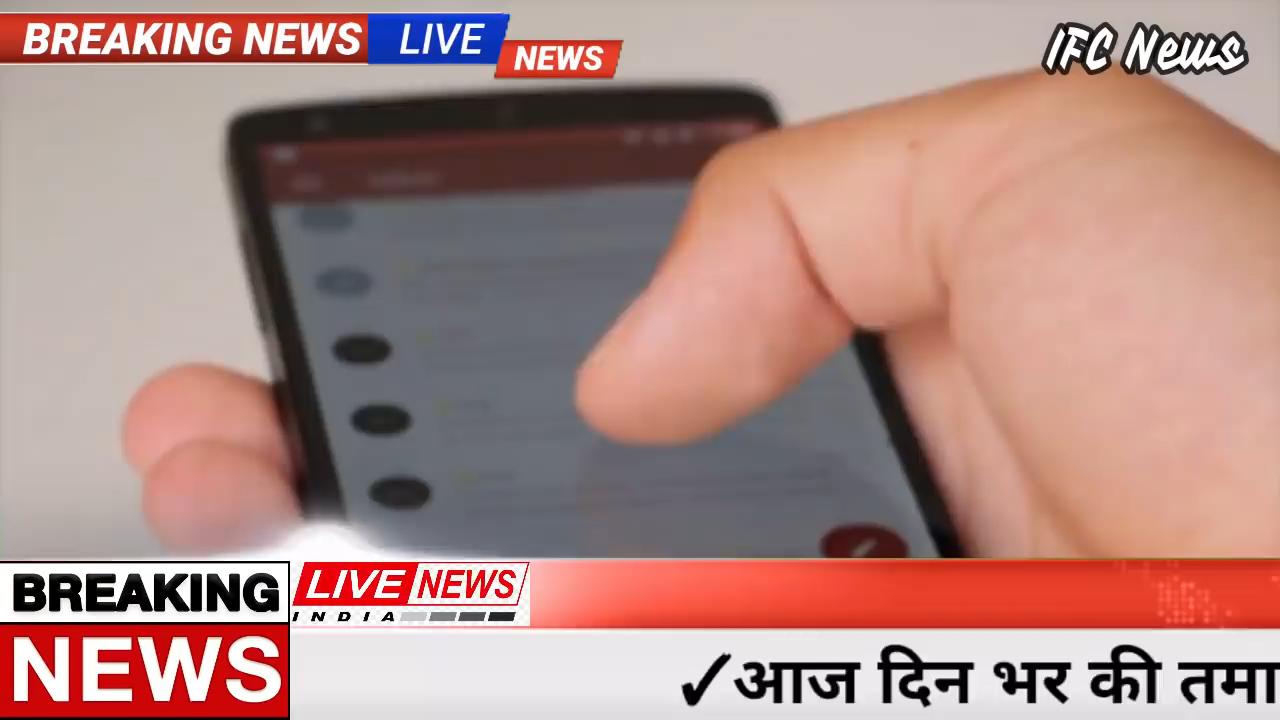 BREAKING NEWS LIVE NEWS
IFC News
BREAKING
NEWS
LIVE NEWS
INDIA
✓आज दिन भर की तमा